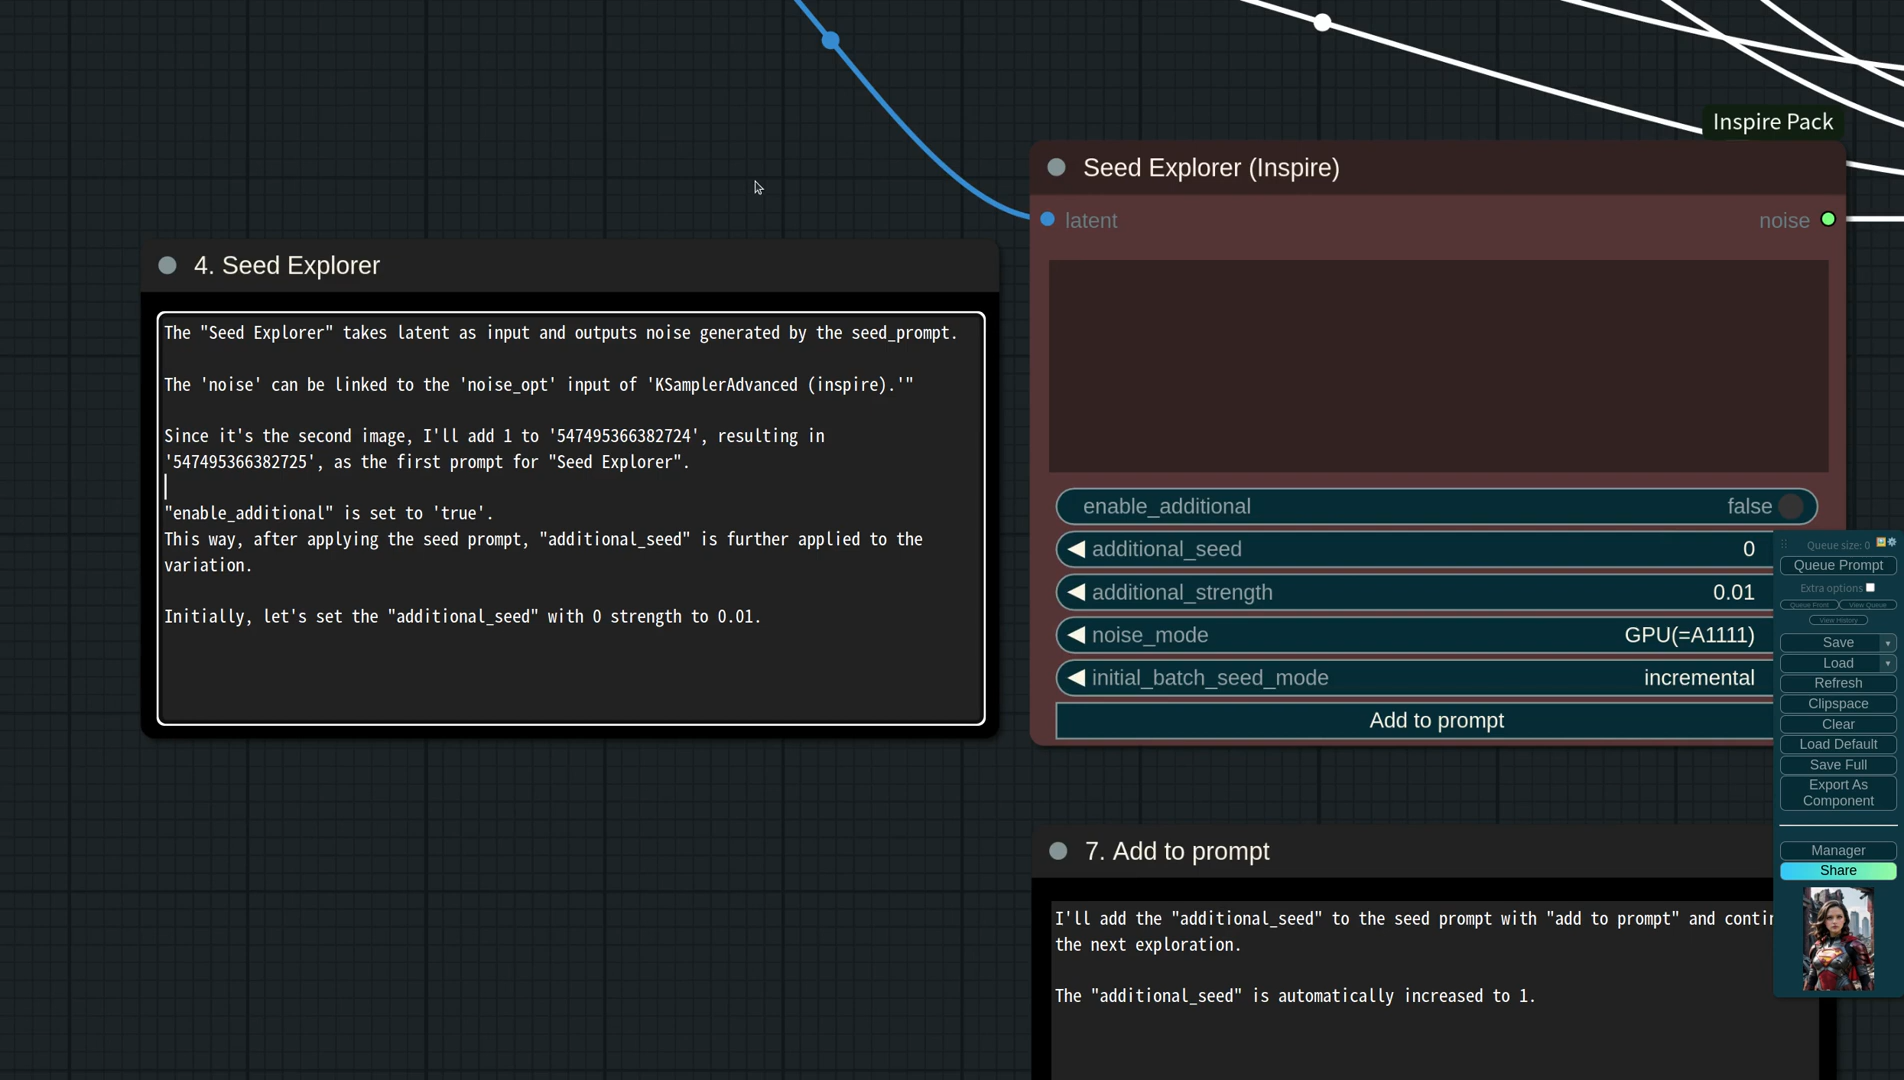 Inspire Pack
Seed Explorer (Inspire)
latent
noise
4. Seed Explorer
The "Seed Explorer" takes latent as input and outputs noise generated by the seed_prompt.
The 'noise' can be linked to the 'noise_opt' input of 'KSamplerAdvanced (inspire).'"
Since it's the second image, I'll add 1 to '547495366382724', resulting in
'547495366382725', as the first prompt for "Seed Explorer".
"enable_additional" is set to 'true'.
This way, after applying the seed prompt, "additional_seed" is further applied to the
variation.
Initially, let's set the "additional_seed" with 0 strength to 0.01.
enable_additional false
additional_seed 0
additional_strength 0.01
noise_mode GPU(=A1111)
initial_batch_seed_mode incremental
Add to prompt
Queue size: 0
Queue Prompt
Extra options
Queue Front View Queue
View History
Save
Load
Refresh
Clipspace
Clear
Load Default
Save Full
Export As
Component
Manager
Share
7. Add to prompt
I'll add the "additional_seed" to the seed prompt with "add to prompt" and contin
the next exploration.
The "additional_seed" is automatically increased to 1.